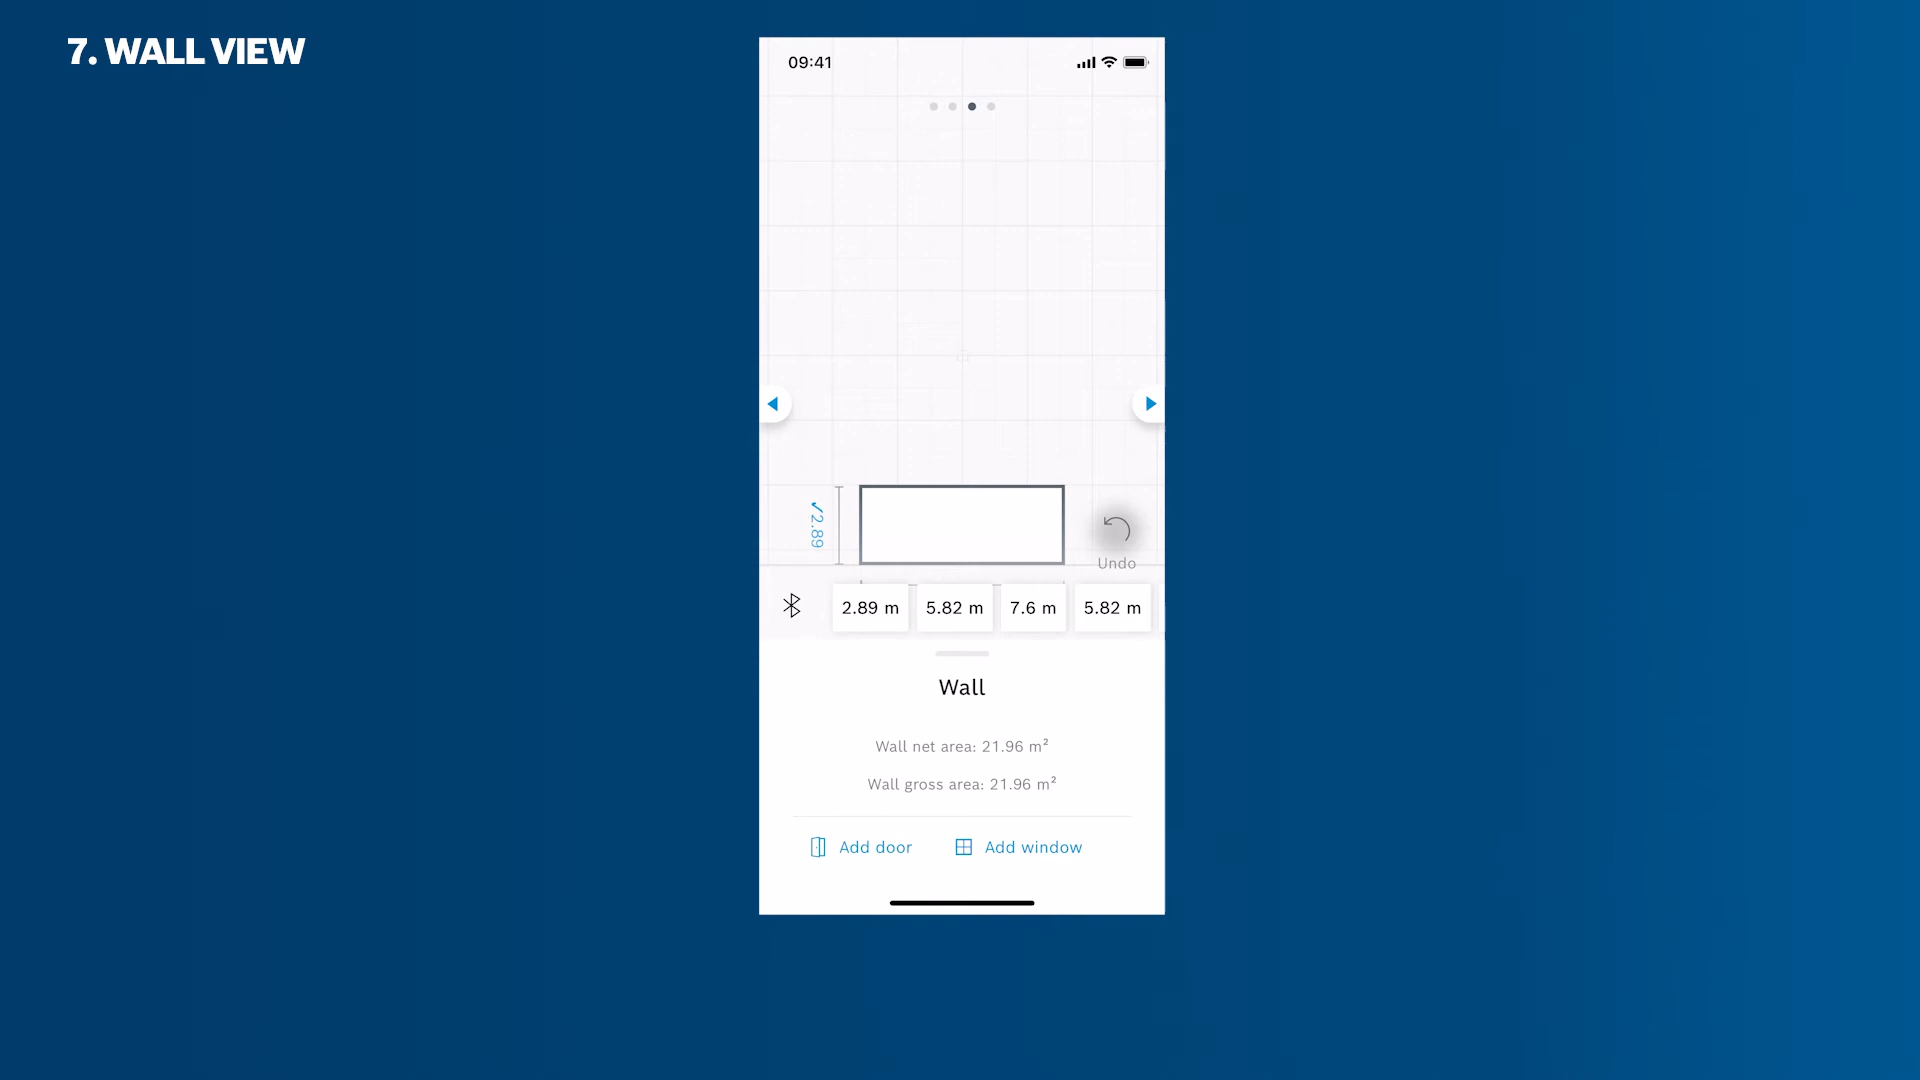 7. WALL VIEW
09:41
✓2.89
Undo
2.89 m 5.82 m 7.6 m 5.82 m
Wall
Wall net area: 21.96 m²
Wall gross area: 21.96 m²
Add door Add window